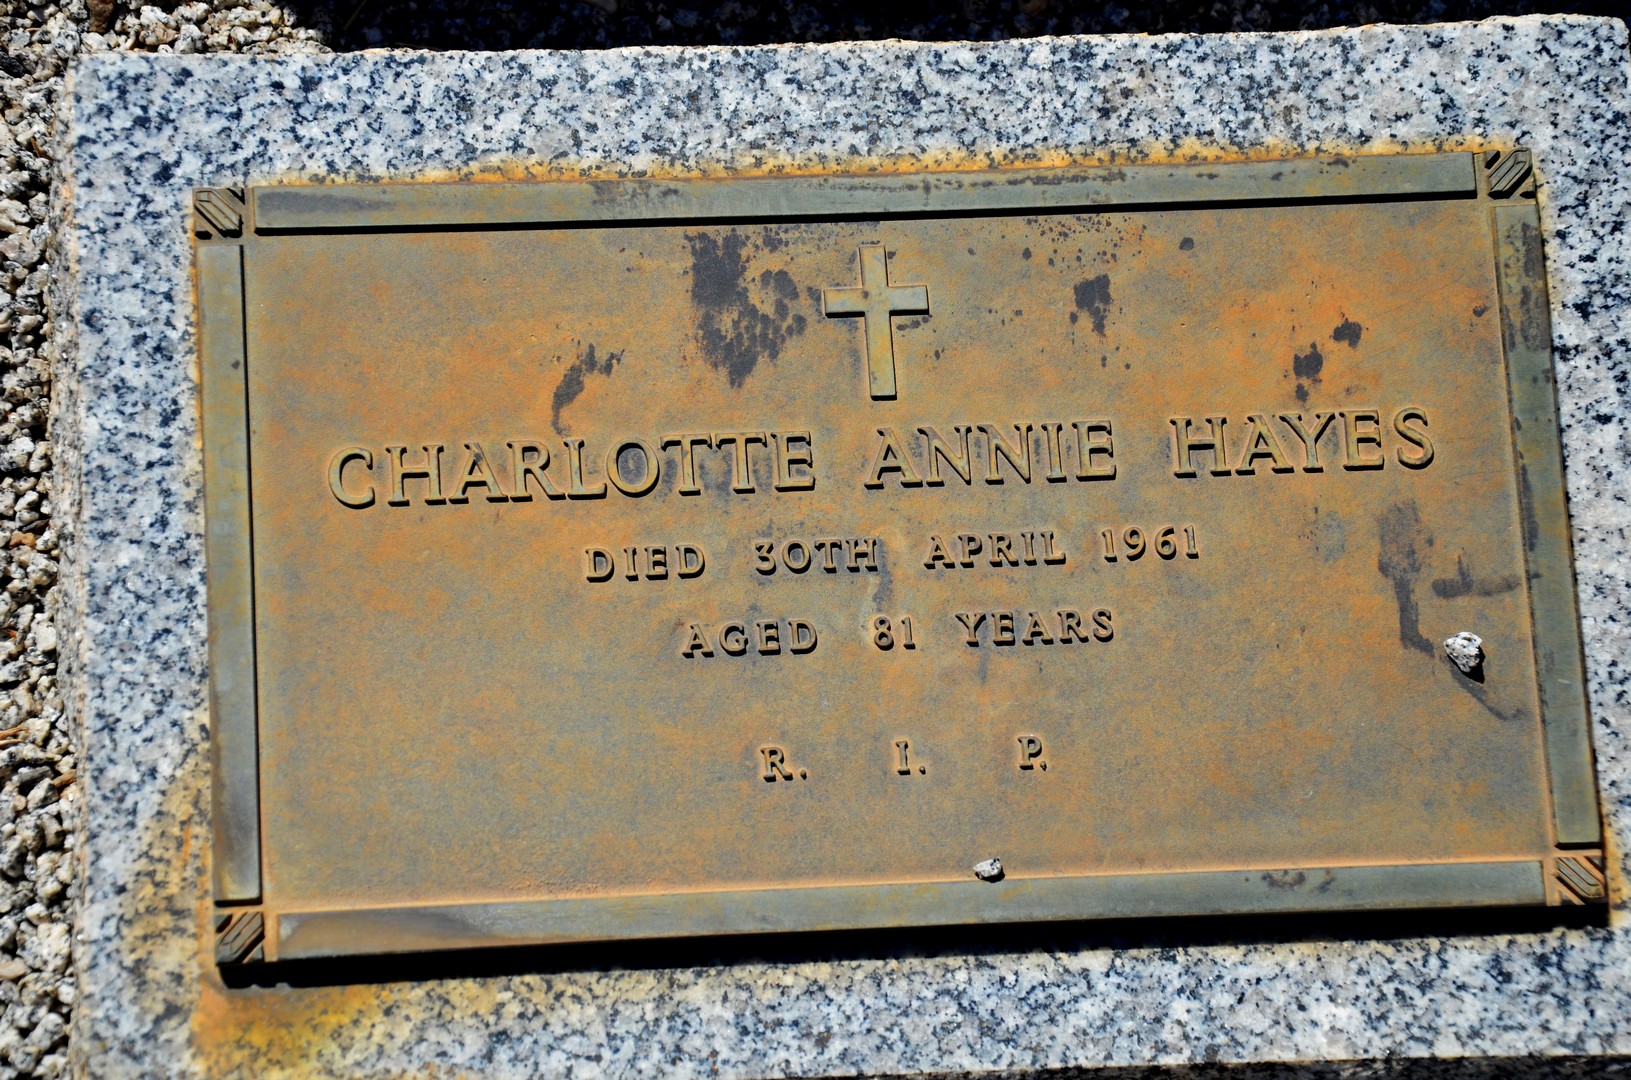 CHARLOTTE ANNIE HAYES
DIED 30TH APRIL 1961
AGED 81 YEARS
R. I. P.